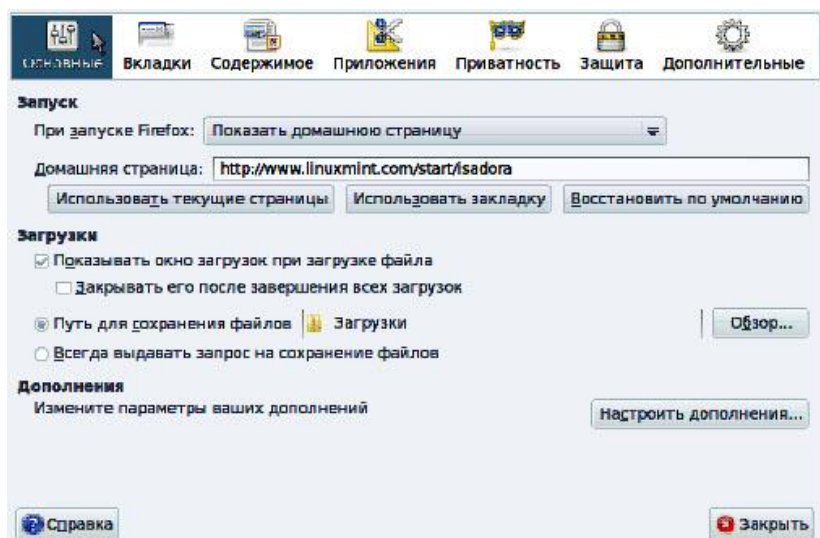 Основные Вкладки Содержимое Приложения Приватность Защита Дополнительные
Запуск
При запуске Firefox: Показать домашнюю страницу
Домашняя страница: http://www.linuxmint.com/start/isadora
Использовать текущие страницы Использовать закладку Восстановить по умолчанию
Загрузки
Показывать окно загрузок при загрузке файла
Закрывать его после завершения всех загрузок
Путь для сохранения файлов Загрузки Обзор...
Всегда выдавать запрос на сохранение файлов
Дополнения
Измените параметры ваших дополнений Настроить дополнения...
Справка Закрыть